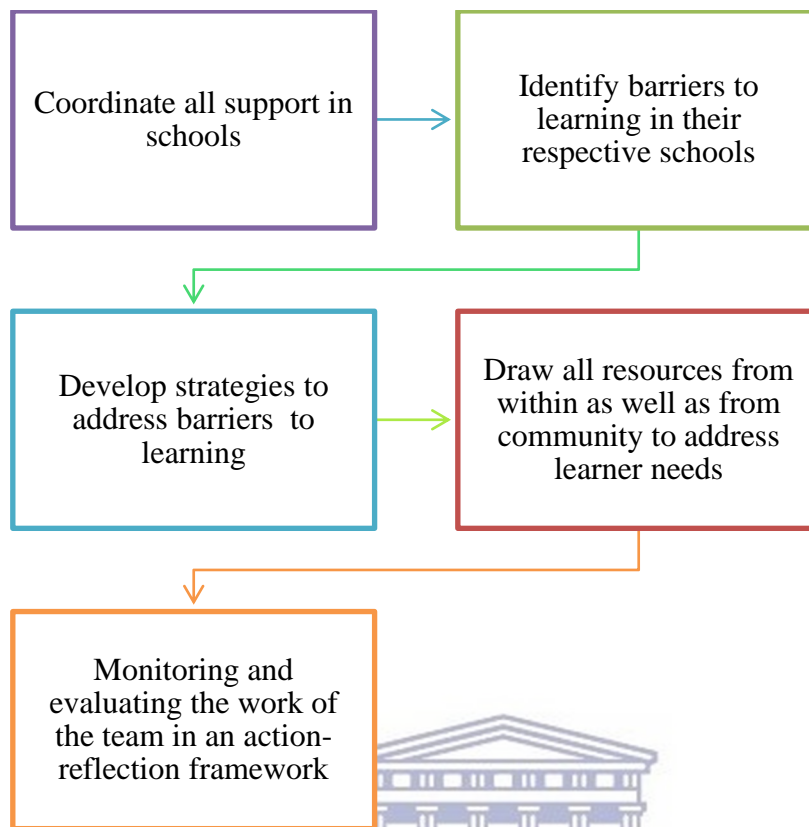 Coordinate all support in
schools
Identify barriers to
learning in their
respective schools
Develop strategies to
address barriers to
learning
Draw all resources from
within as well as from
community to address
learner needs
Monitoring and
evaluating the work of
the team in an action-
reflection framework